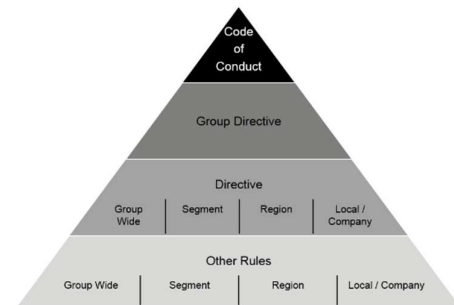 Code
of
Conduct
Group Directive
Directive
Group Wide
Segment
Region
Local / Company
Other Rules
Group Wide
Segment
Region
Local / Company